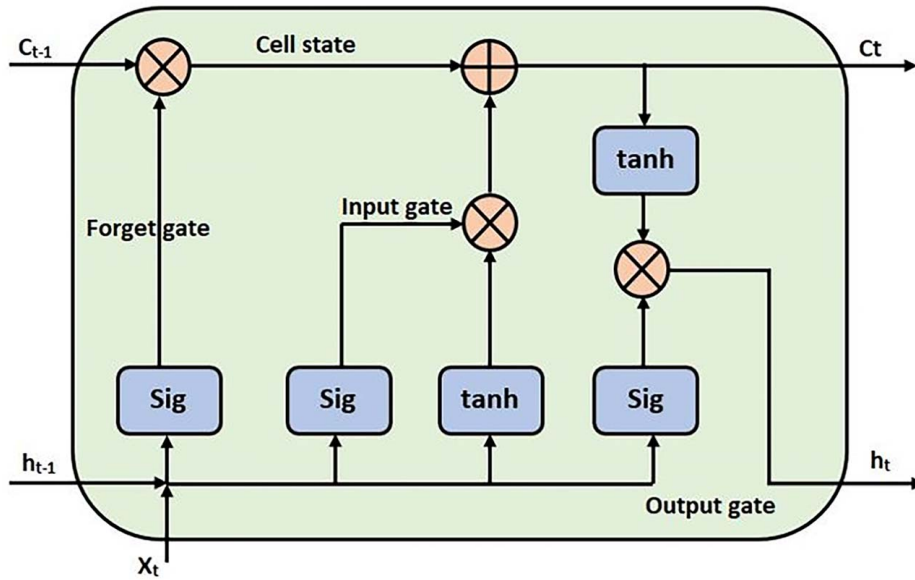 Cₜ₋₁
Cell state
Ct
tanh
Input gate
Forget gate
Sig
Sig
tanh
Sig
hₜ₋₁
hₜ
Output gate
Xₜ